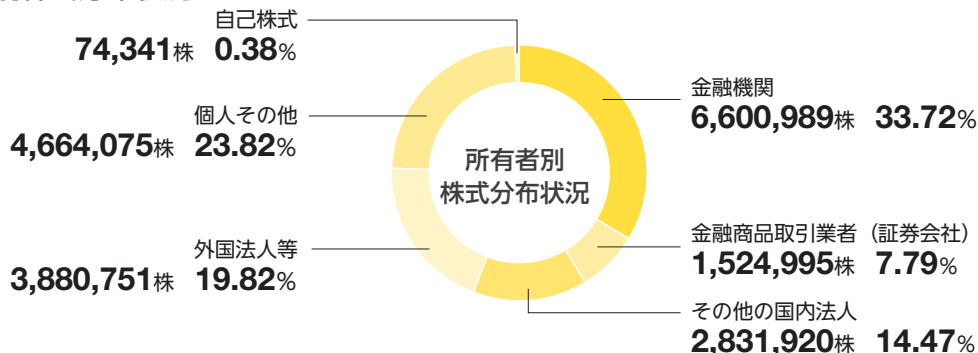 自己株式
74,341株 0.38%
個人その他
4,664,075株 23.82%
外国法人等
3,880,751株 19.82%
所有者別
株式分布状況
金融機関
6,600,989株 33.72%
金融商品取引業者（証券会社）
1,524,995株 7.79%
その他の国内法人
2,831,920株 14.47%